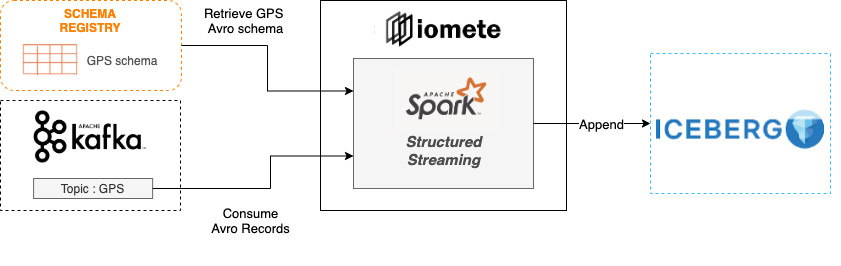 SCHEMA
REGISTRY
GPS schema
Retrieve GPS
Avro schema
iomete
APACHE
kafka
Topic : GPS
Consume
Avro Records
APACHE
Spark
Structured
Streaming
Append
ICEBERG